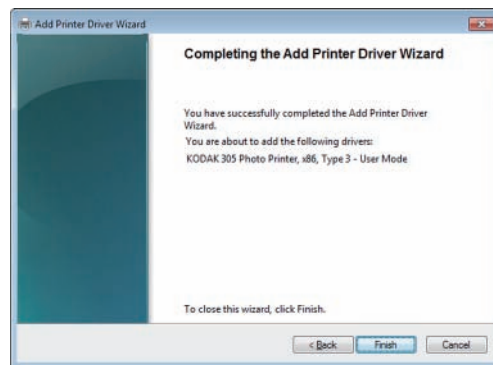 Add Printer Driver Wizard
Completing the Add Printer Driver Wizard
You have successfully completed the Add Printer Driver
Wizard.
You are about to add the following drivers:
KODAK 305 Photo Printer, x86, Type 3 - User Mode
To close this wizard, click Finish.
< Back Finish Cancel